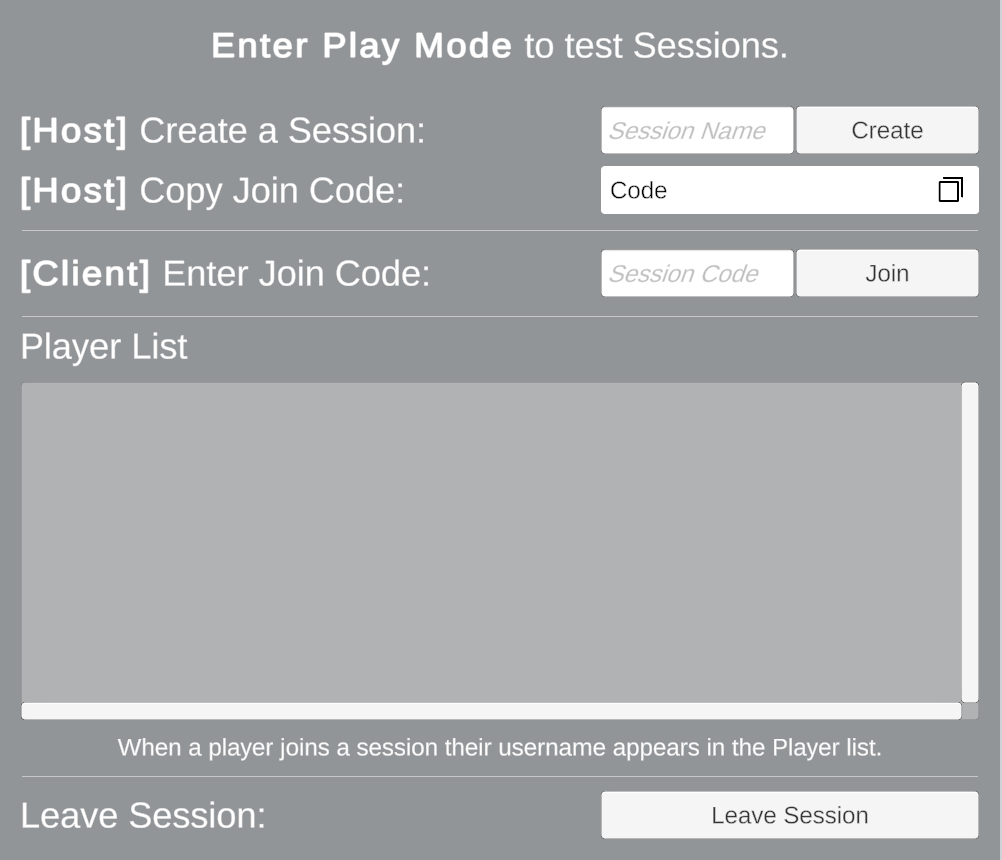 Enter Play Mode to test Sessions.
[Host] Create a Session: Session Name Create
[Host] Copy Join Code: Code
[Client] Enter Join Code: Session Code Join
Player List
When a player joins a session their username appears in the Player list.
Leave Session: Leave Session